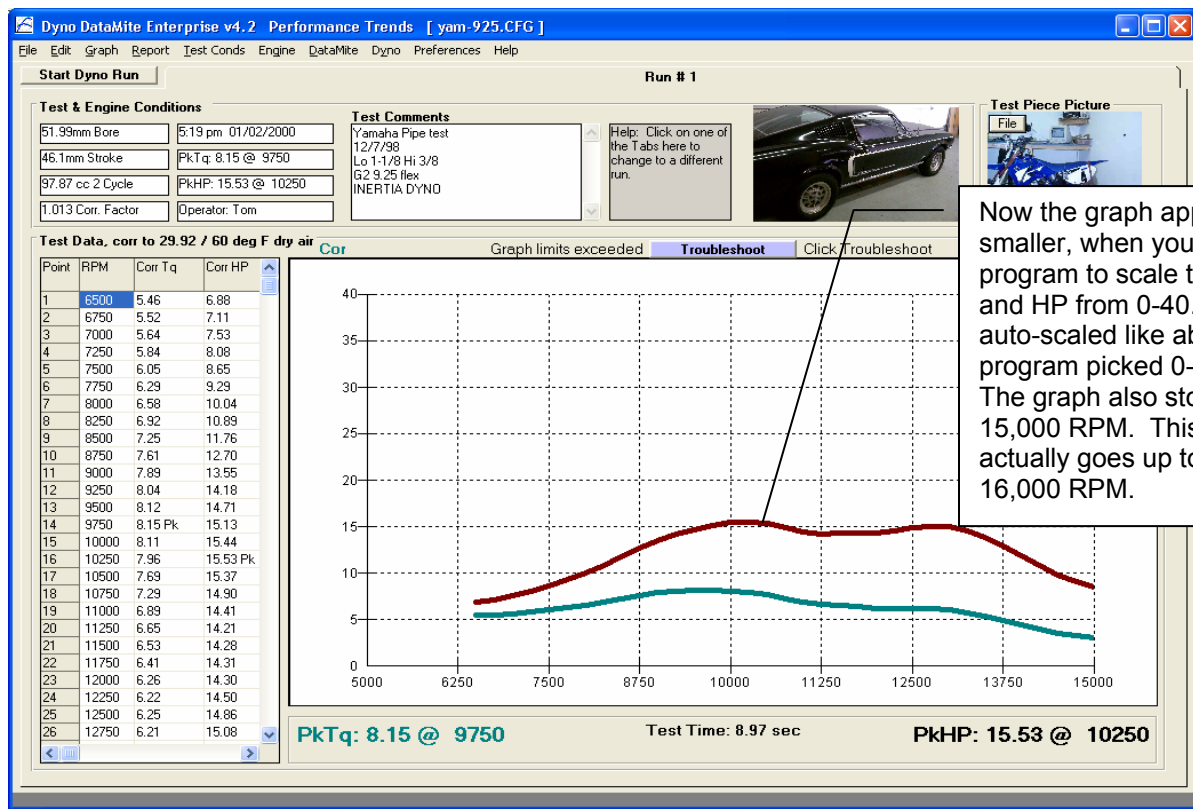 Dyno DataMite Enterprise v4.2 Performance Trends [ yam-925.CFG ]
File Edit Graph Report Test Conds Engine DataMite Dyno Preferences Help
Start Dyno Run
Run # 1
Test & Engine Conditions
51.99mm Bore 5:19 pm 01/02/2000
46.1mm Stroke PkTq: 8.15 @ 9750
97.87 cc 2 Cycle PkHP: 15.53 @ 10250
1.013 Corr. Factor Operator: Tom
Test Comments
Yamaha Pipe test
12/7/98
Lo 1-1/8 Hi 3/8
G2 9.25 flex
INERTIA DYNO
Help: Click on one of
the Tabs here to
change to a different
run.
Test Piece Picture
File
Now the graph app
smaller, when you
program to scale t
and HP from 0-40.
auto-scaled like ab
program picked 0-
The graph also sto
15,000 RPM. This
actually goes up to
16,000 RPM.
Test Data, corr to 29.92 / 60 deg F dry air
Cor Graph limits exceeded Troubleshoot Click Troubleshoot
Point RPM Corr Tq Corr HP
1 6500 5.46 6.88
2 6750 5.52 7.11
3 7000 5.64 7.53
4 7250 5.84 8.08
5 7500 6.05 8.65
6 7750 6.29 9.29
7 8000 6.58 10.04
8 8250 6.92 10.89
9 8500 7.25 11.76
10 8750 7.61 12.70
11 9000 7.89 13.55
12 9250 8.04 14.18
13 9500 8.12 14.71
14 9750 8.15 Pk 15.13
15 10000 8.11 15.44
16 10250 7.96 15.53 Pk
17 10500 7.69 15.37
18 10750 7.29 14.90
19 11000 6.89 14.41
20 11250 6.65 14.21
21 11500 6.53 14.28
22 11750 6.41 14.31
23 12000 6.26 14.30
24 12250 6.22 14.50
25 12500 6.25 14.86
26 12750 6.21 15.08
40
35
30
25
20
15
10
5
0
5000 6250 7500 8750 10000 11250 12500 13750 15000
PkTq: 8.15 @ 9750 Test Time: 8.97 sec PkHP: 15.53 @ 10250